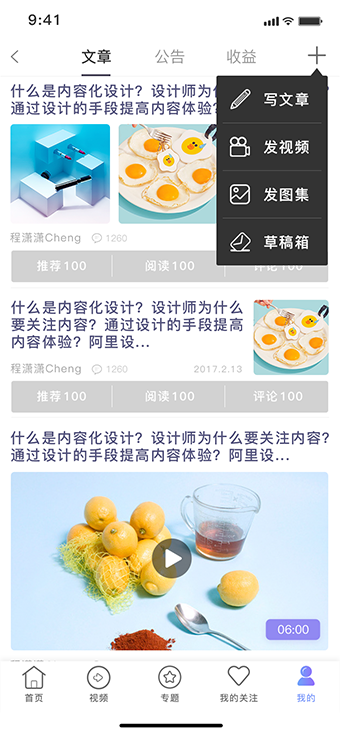 9:41
文章
公告
收益
什么是内容化设计？设计师为什
通过设计的手段提高内容体验？
写文章
发视频
发图集
草稿箱
程潇潇Cheng
1260
推荐100
阅读100
评论100
什么是内容化设计？设计师为什么
要关注内容？通过设计的手段提高
内容体验？阿里设...
程潇潇Cheng
1260
2017.2.13
推荐100
阅读100
评论100
什么是内容化设计？设计师为什么要关注内容？
通过设计的手段提高内容体验？阿里设...
06:00
首页
视频
专题
我的关注
我的